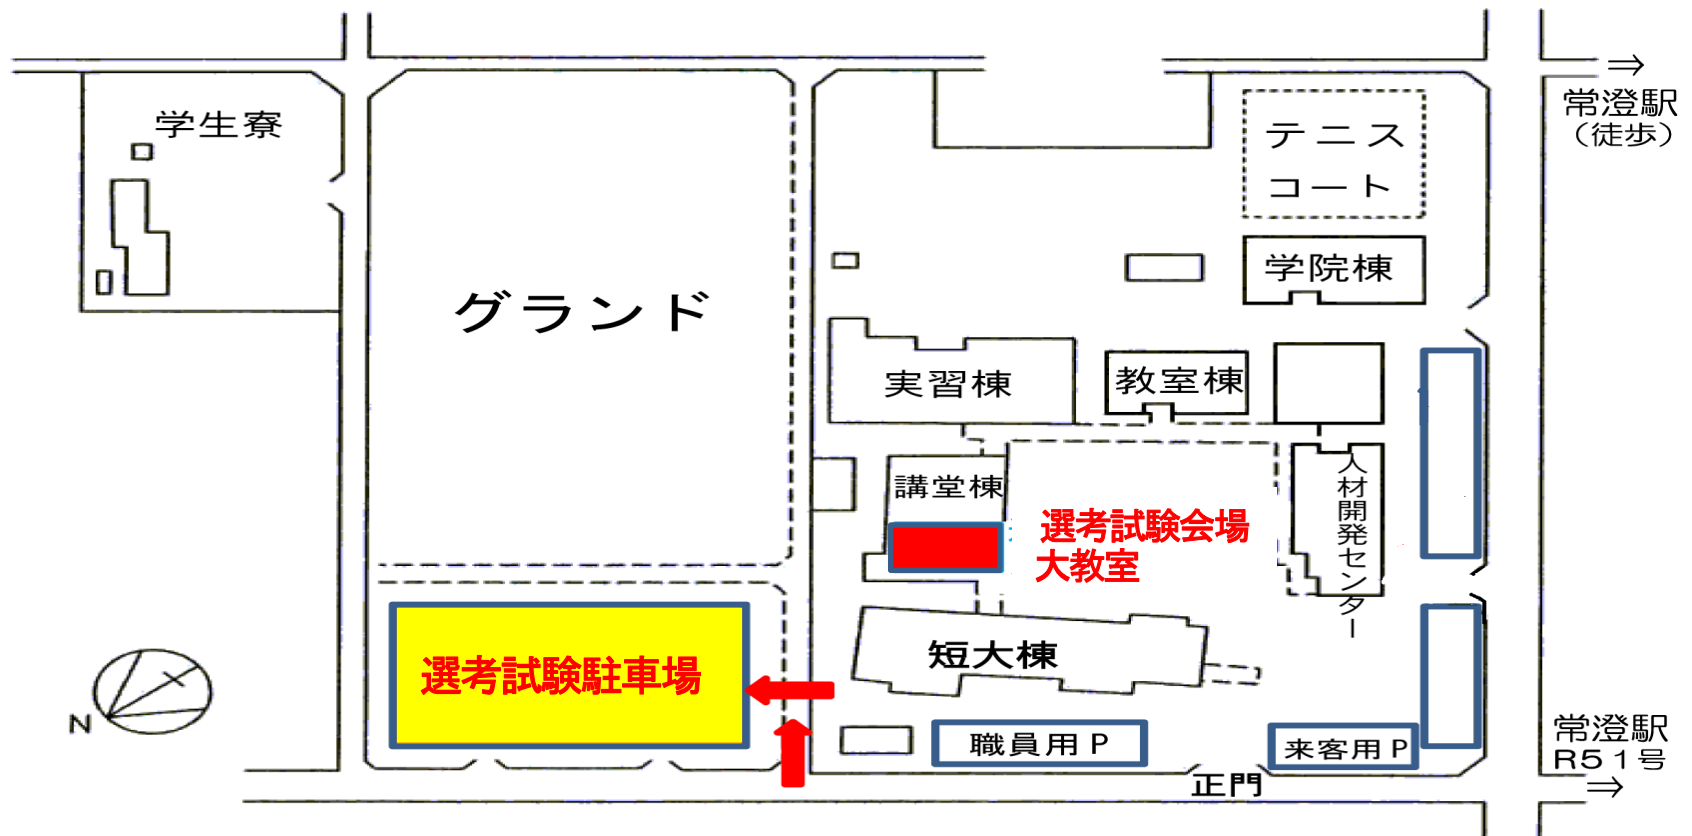 学生寮
グランド
テニス
コート
⇒
常澄駅
（徒歩）
学院棟
実習棟
教室棟
講堂棟
人材開発センター
選考試験会場
大教室
短大棟
選考試験駐車場
N
職員用P
来客用P
正門
常澄駅
R51号
⇒